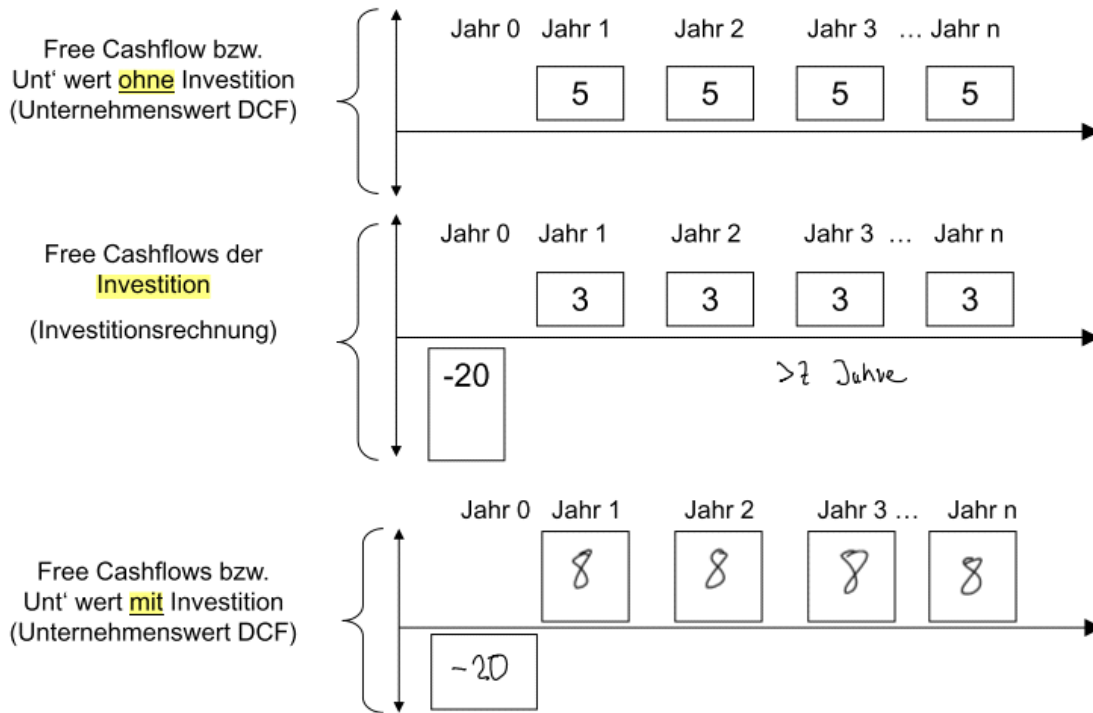 Jahr 0 Jahr 1 Jahr 2 Jahr 3 ... Jahr n
Free Cashflow bzw.
Unt‘ wert ohne Investition
(Unternehmenswert DCF)
5 5 5 5
Jahr 0 Jahr 1 Jahr 2 Jahr 3 ... Jahr n
Free Cashflows der
Investition
(Investitionsrechnung)
3 3 3 3
-20
>7 Jahre
Jahr 0 Jahr 1 Jahr 2 Jahr 3 ... Jahr n
Free Cashflows bzw.
Unt‘ wert mit Investition
(Unternehmenswert DCF)
8 8 8 8
-20